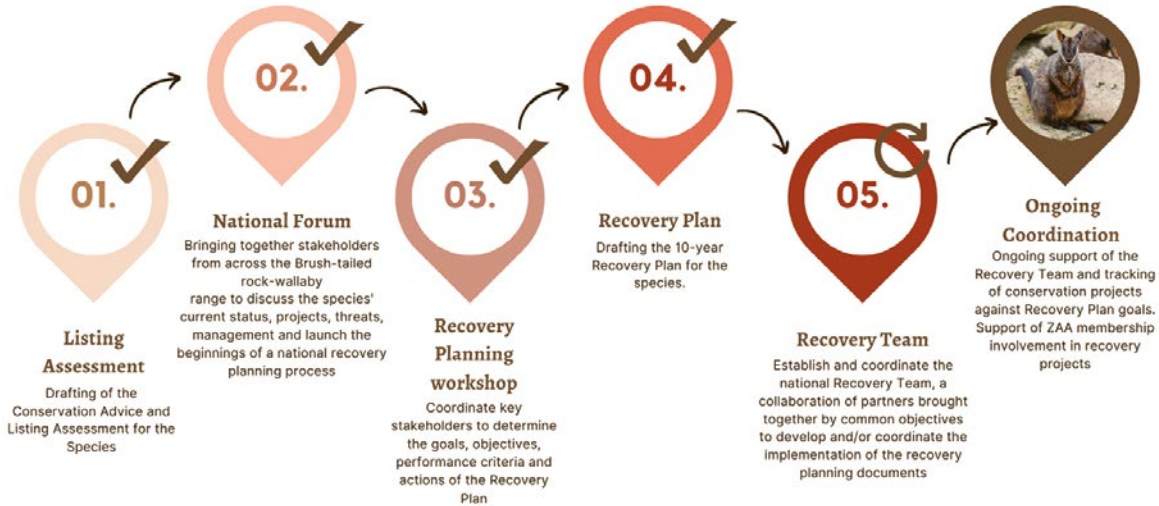 01.
Listing
Assessment
Drafting of the
Conservation Advice and
Listing Assessment for the
Species
02.
National Forum
Bringing together stakeholders
from across the Brush-tailed
rock-wallaby
range to discuss the species'
current status, projects, threats,
management and launch the
beginnings of a national recovery
planning process
03.
Recovery
Planning
workshop
Coordinate key
stakeholders to determine
the goals, objectives,
performance criteria and
actions of the Recovery
Plan
04.
Recovery Plan
Drafting the 10-year
Recovery Plan for the
species.
05.
Recovery Team
Establish and coordinate the
national Recovery Team, a
collaboration of partners brought
together by common objectives
to develop and/or coordinate the
implementation of the recovery
planning documents
Ongoing
Coordination
Ongoing support of the
Recovery Team and tracking
of conservation projects
against Recovery Plan goals.
Support of ZAA membership
involvement in recovery
projects